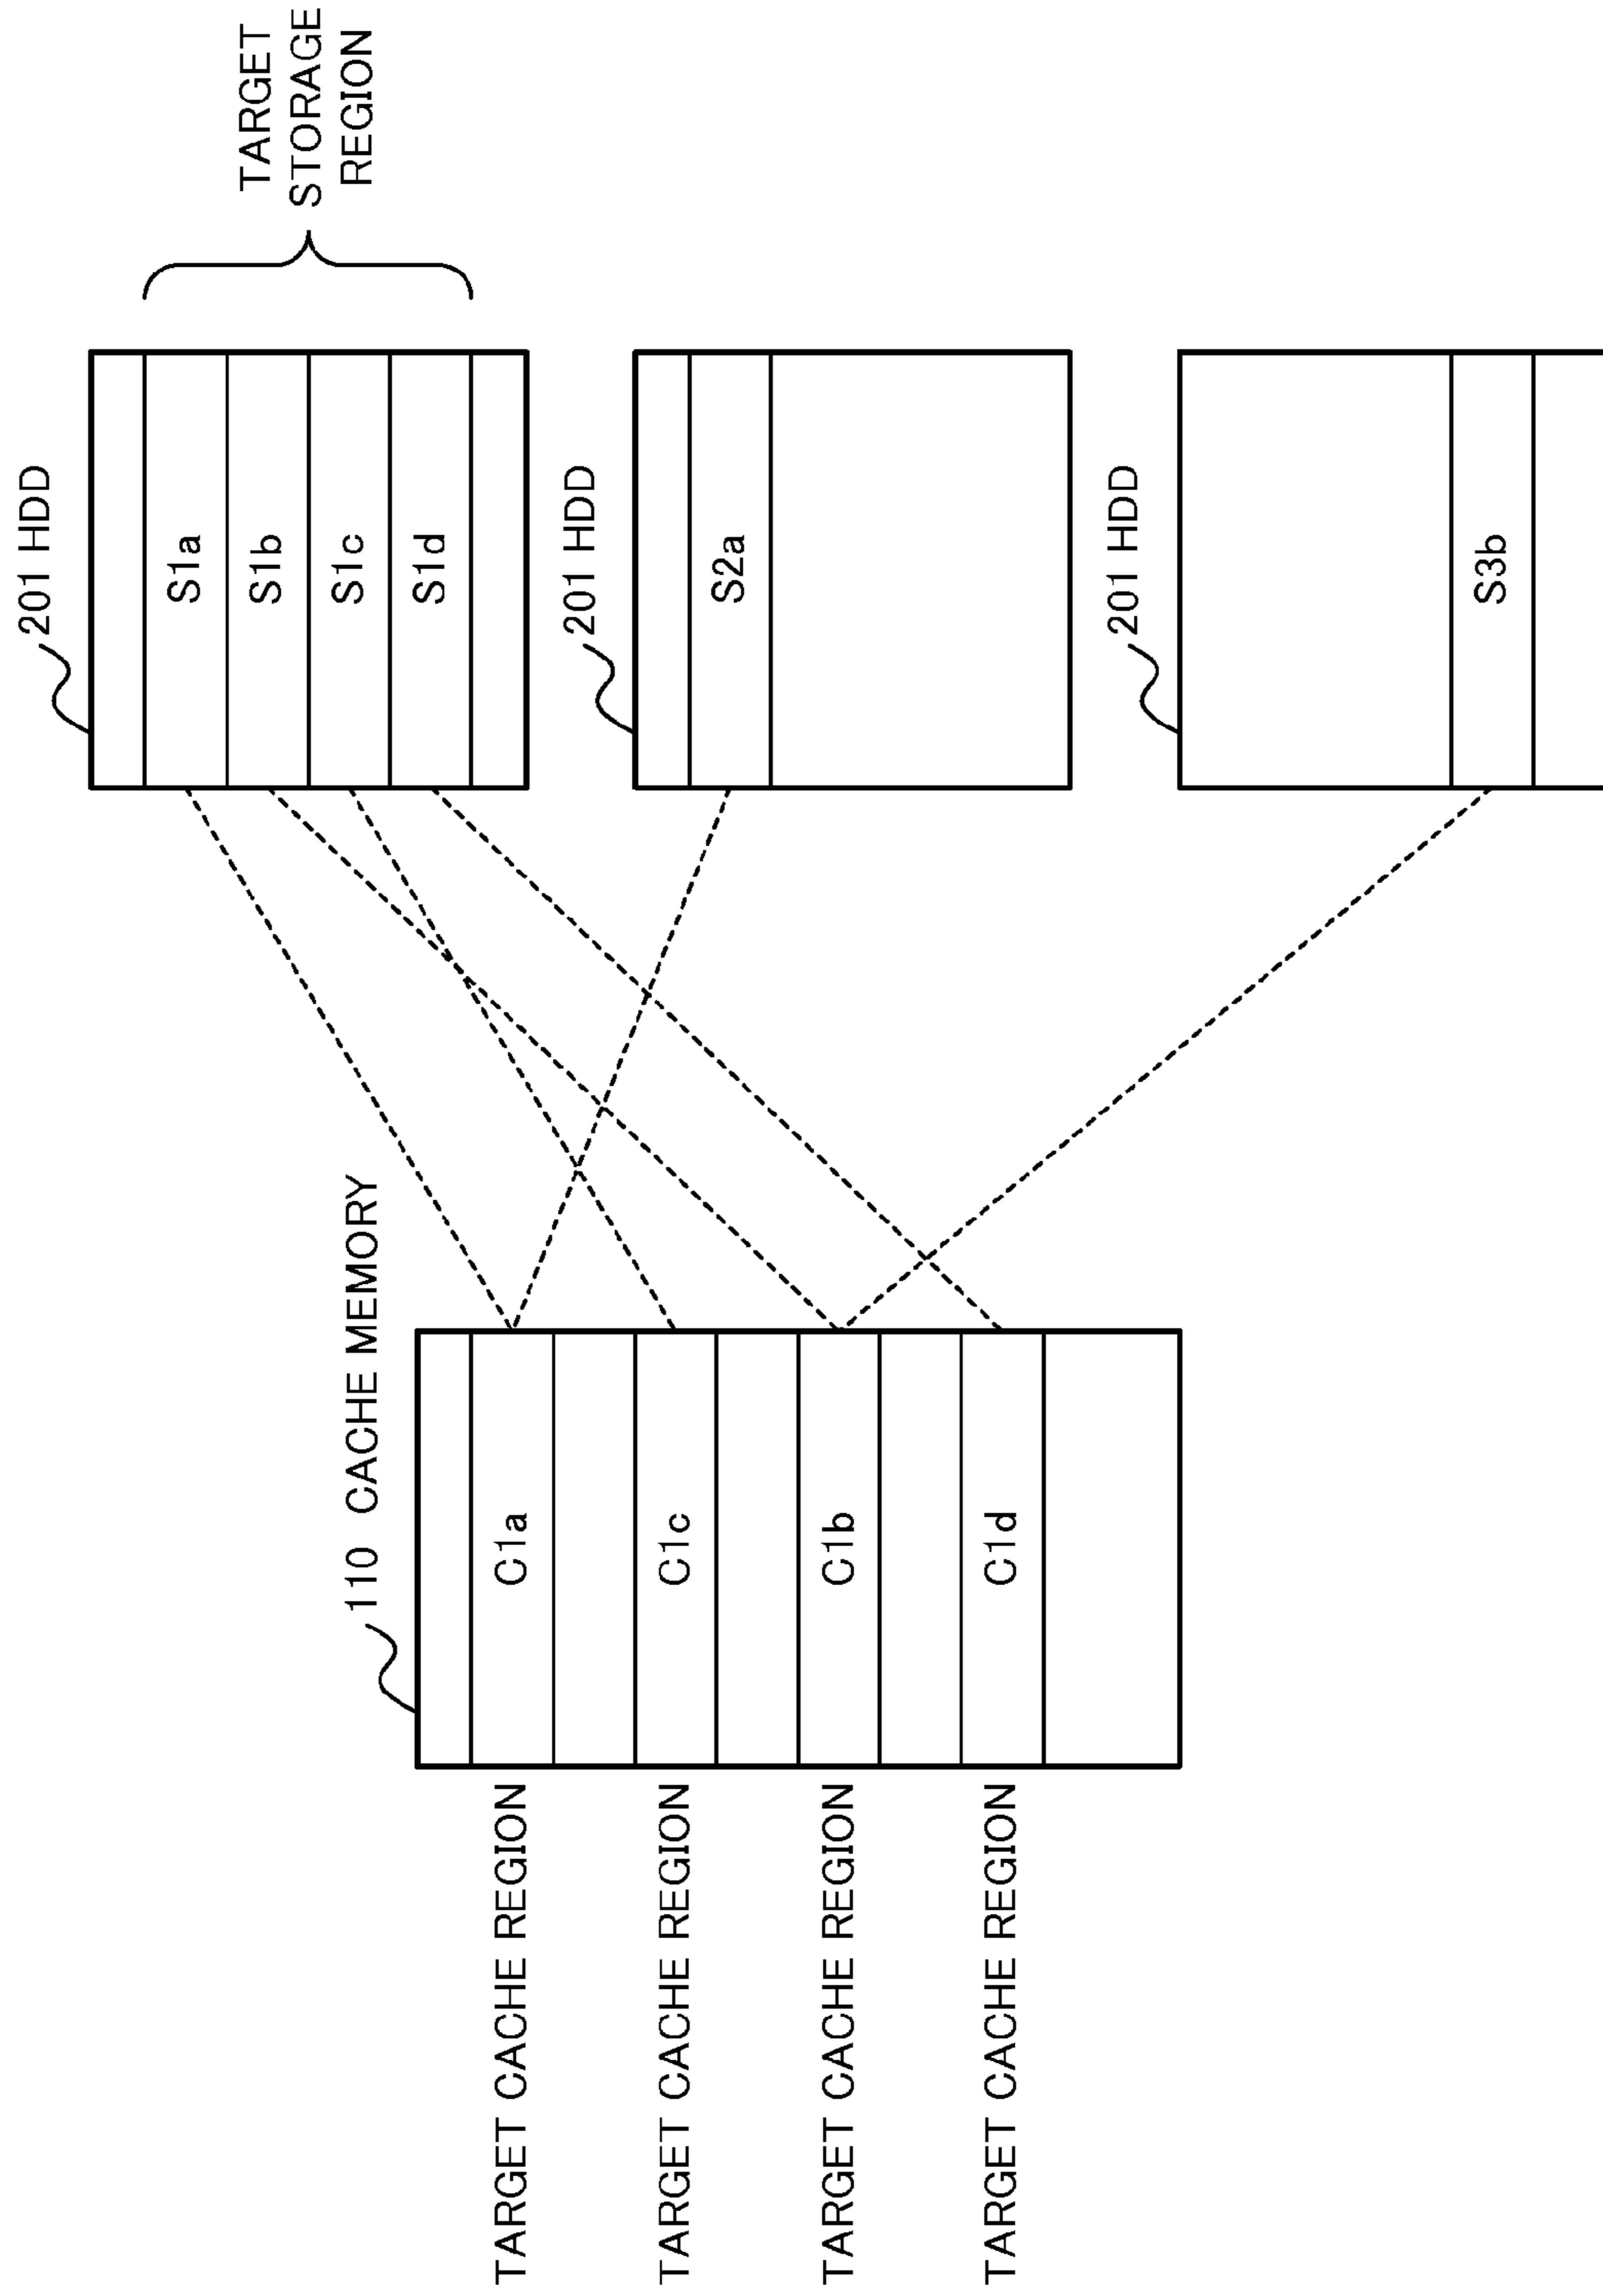 TARGET
STORAGE
REGION
201 HDD
S1a
S1b
S1c
S1d
201 HDD
S2a
201 HDD
S3b
110 CACHE MEMORY
C1a
C1c
C1b
C1d
TARGET CACHE REGION
TARGET CACHE REGION
TARGET CACHE REGION
TARGET CACHE REGION